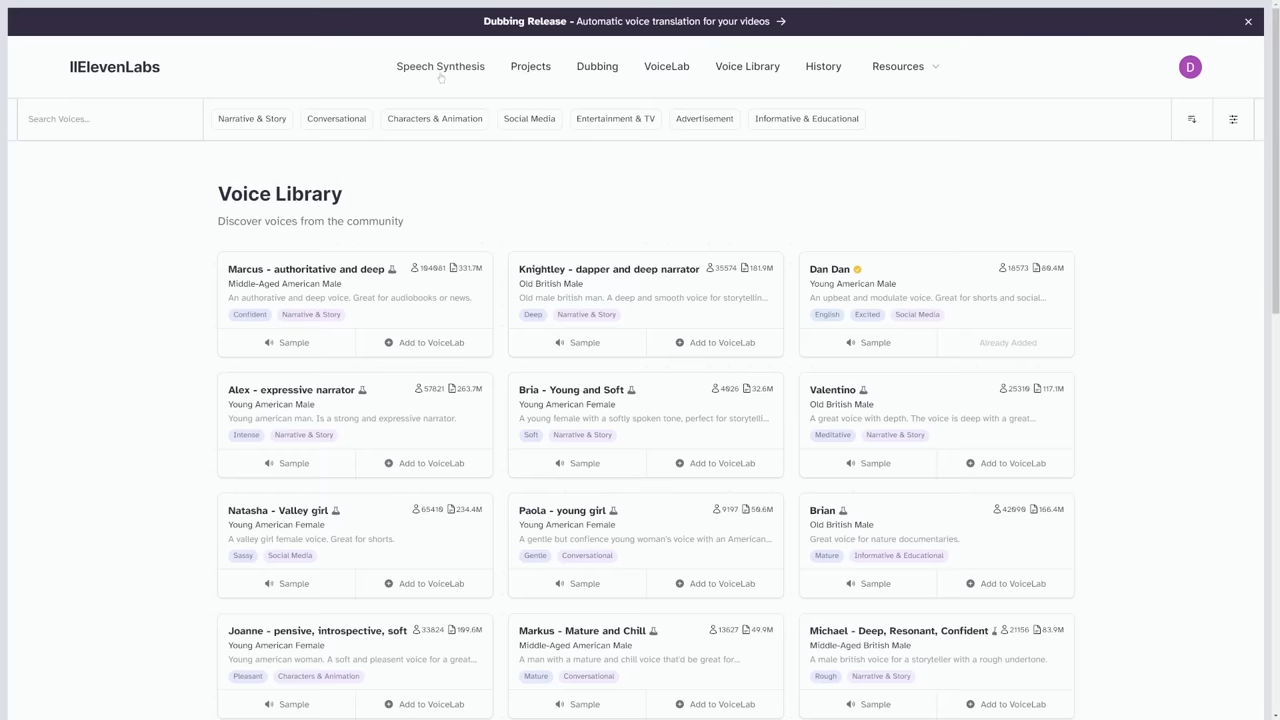 Dubbing Release - Automatic voice translation for your videos →
IIElevenLabs
Speech Synthesis
Projects
Dubbing
VoiceLab
Voice Library
History
Resources
D
Search Voices...
Narrative & Story
Conversational
Characters & Animation
Social Media
Entertainment & TV
Advertisement
Informative & Educational
Voice Library
Discover voices from the community
Marcus - authoritative and deep 104081 331.7M
Middle-Aged American Male
An authorative and deep voice. Great for audiobooks or news.
Confident Narrative & Story
Sample Add to VoiceLab
Knightley - dapper and deep narrator 35574 181.9M
Old British Male
Old male british man. A deep and smooth voice for storytellin...
Deep Narrative & Story
Sample Add to VoiceLab
Dan Dan 18573 80.4M
Young American Male
An upbeat and modulate voice. Great for shorts and social...
English Excited Social Media
Sample Already Added
Alex - expressive narrator 57821 263.7M
Young American Male
Young american man. Is a strong and expressive narrator.
Intense Narrative & Story
Sample Add to VoiceLab
Bria - Young and Soft 4026 32.6M
Young American Female
A young female with a softly spoken tone, perfect for storytelli...
Soft Narrative & Story
Sample Add to VoiceLab
Valentino 25310 117.1M
Old British Male
A great voice with depth. The voice is deep with a great...
Meditative Narrative & Story
Sample Add to VoiceLab
Natasha - Valley girl 65410 234.4M
Young American Female
A valley girl female voice. Great for shorts.
Sassy Social Media
Sample Add to VoiceLab
Paola - young girl 9197 50.6M
Young American Female
A gentle but confience young woman's voice with an American...
Gentle Conversational
Sample Add to VoiceLab
Brian 42090 166.4M
Old British Male
Great voice for nature documentaries.
Mature Informative & Educational
Sample Add to VoiceLab
Joanne - pensive, introspective, soft 33824 109.6M
Young American Female
Young american woman. A soft and pleasent voice for a great...
Pleasant Characters & Animation
Sample Add to VoiceLab
Markus - Mature and Chill 13627 49.9M
Middle-Aged American Male
A man with a mature and chill voice that'd be great for...
Mature Conversational
Sample Add to VoiceLab
Michael - Deep, Resonant, Confident 21156 83.9M
Middle-Aged British Male
A male british voice for a storyteller with a rough undertone.
Rough Narrative & Story
Sample Add to VoiceLab